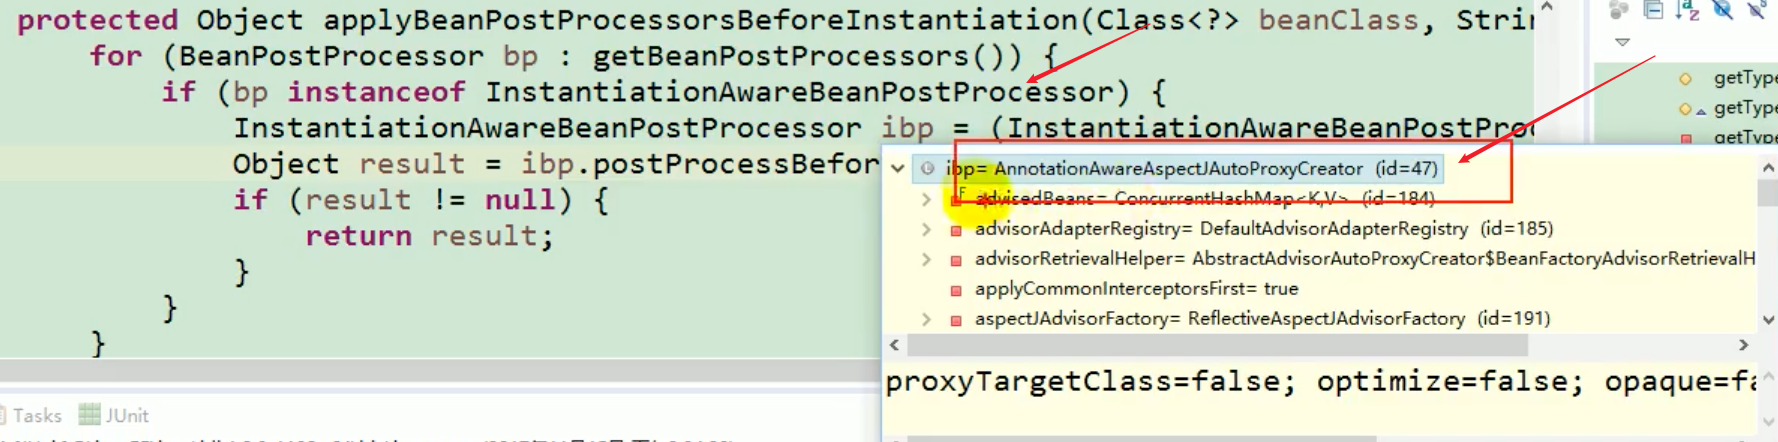 protected Object applyBeanPostProcessorsBeforeInstantiation(Class<?> beanClass, Strin
for (BeanPostProcessor bp : getBeanPostProcessors()) {
if (bp instanceof InstantiationAwareBeanPostProcessor) {
InstantiationAwareBeanPostProcessor ibp = (InstantiationAwareBeanPostProc
Object result = ibp.postProcessBefor
if (result != null) {
return result;
}
}
}
getType
getType
getType
ibp= AnnotationAwareAspectJAutoProxyCreator (id=47)
advisedBeans= ConcurrentHashMap<K,V> (id=184)
advisorAdapterRegistry= DefaultAdvisorAdapterRegistry (id=185)
advisorRetrievalHelper= AbstractAdvisorAutoProxyCreator$BeanFactoryAdvisorRetrievalH
applyCommonInterceptorsFirst= true
aspectJAdvisorFactory= ReflectiveAspectJAdvisorFactory (id=191)
proxyTargetClass=false; optimize=false; opaque=fa
Tasks JUnit